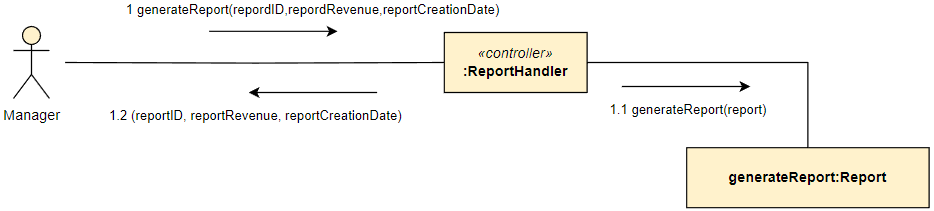 1 generateReport(repordID,repordRevenue,reportCreationDate)
«controller»
:ReportHandler
Manager
1.2 (reportID, reportRevenue, reportCreationDate)
1.1 generateReport(report)
generateReport:Report